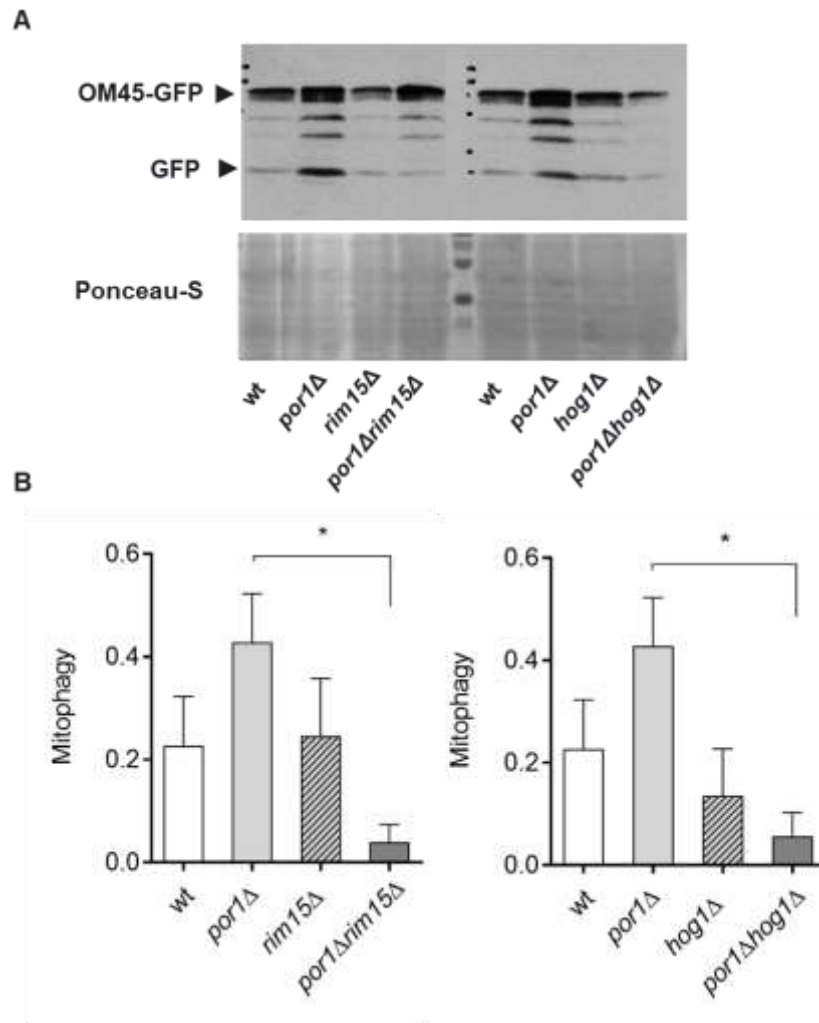 A
OM45-GFP
GFP
Ponceau-S
wt por1Δ rim15Δ por1Δrim15Δ wt por1Δ hog1Δ por1Δhog1Δ
B
*
Mitophagy
0.6
0.4
0.2
0.0
wt por1Δ rim15Δ por1Δrim15Δ
*
Mitophagy
0.6
0.4
0.2
0.0
wt por1Δ hog1Δ por1Δhog1Δ